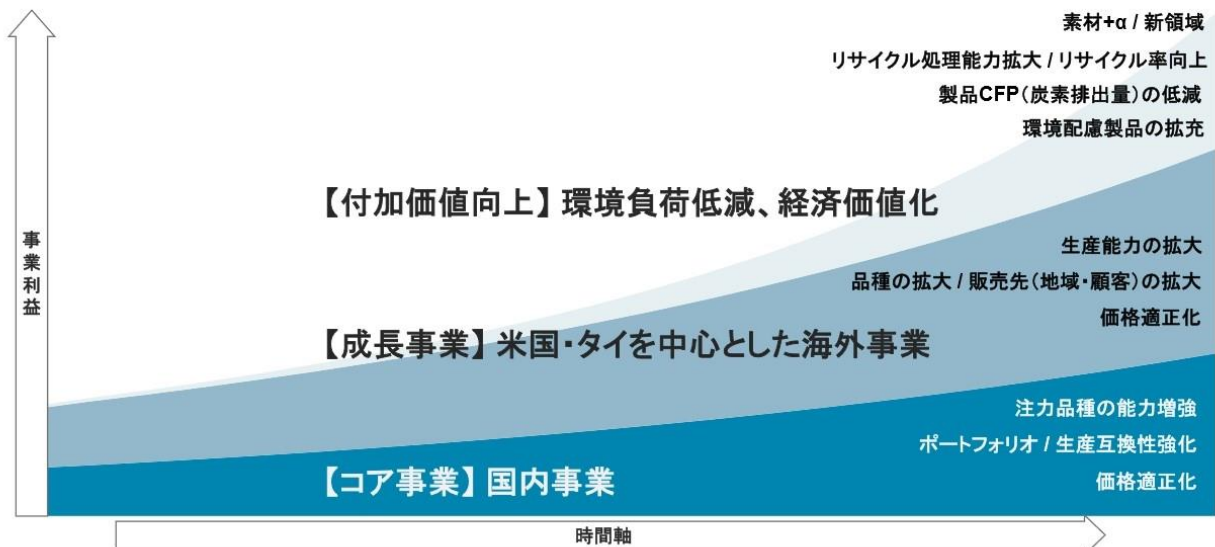 素材+α / 新領域
リサイクル処理能力拡大 / リサイクル率向上
製品CFP(炭素排出量)の低減
環境配慮製品の拡充
【付加価値向上】環境負荷低減、経済価値化
事業利益
生産能力の拡大
品種の拡大 / 販売先(地域・顧客)の拡大
価格適正化
【成長事業】米国・タイを中心とした海外事業
注力品種の能力増強
ポートフォリオ / 生産互換性強化
【コア事業】国内事業
価格適正化
時間軸